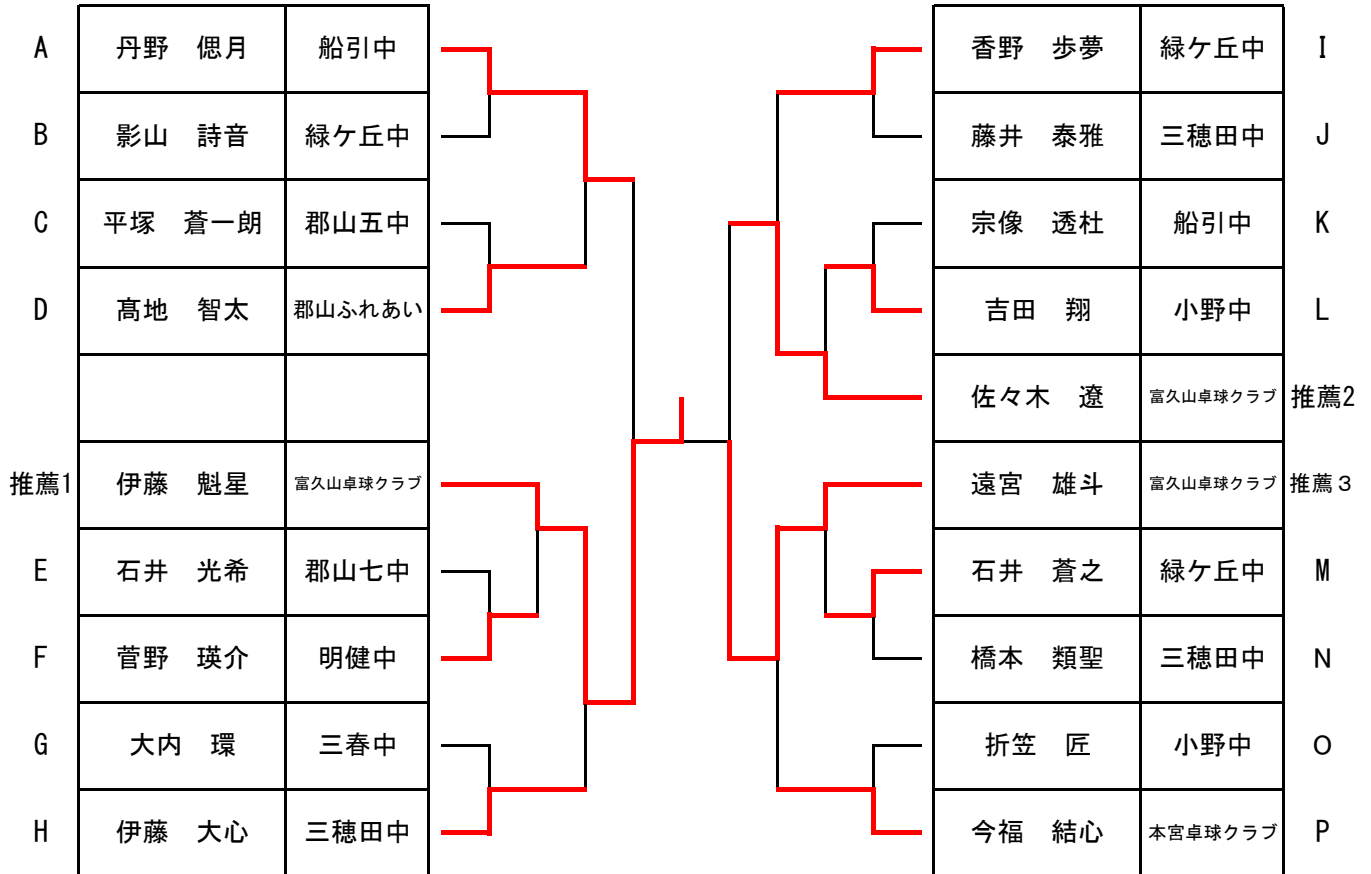 A 丹野 偲月 船引中
B 影山 詩音 緑ケ丘中
C 平塚 蒼一朗 郡山五中
D 髙地 智太 郡山ふれあい
推薦1 伊藤 魁星 富久山卓球クラブ
E 石井 光希 郡山七中
F 菅野 瑛介 明健中
G 大内 環 三春中
H 伊藤 大心 三穂田中
香野 歩夢 緑ケ丘中 I
藤井 泰雅 三穂田中 J
宗像 透杜 船引中 K
吉田 翔 小野中 L
佐々木 遼 富久山卓球クラブ 推薦2
遠宮 雄斗 富久山卓球クラブ 推薦３
石井 蒼之 緑ケ丘中 M
橋本 類聖 三穂田中 N
折笠 匠 小野中 O
今福 結心 本宮卓球クラブ P